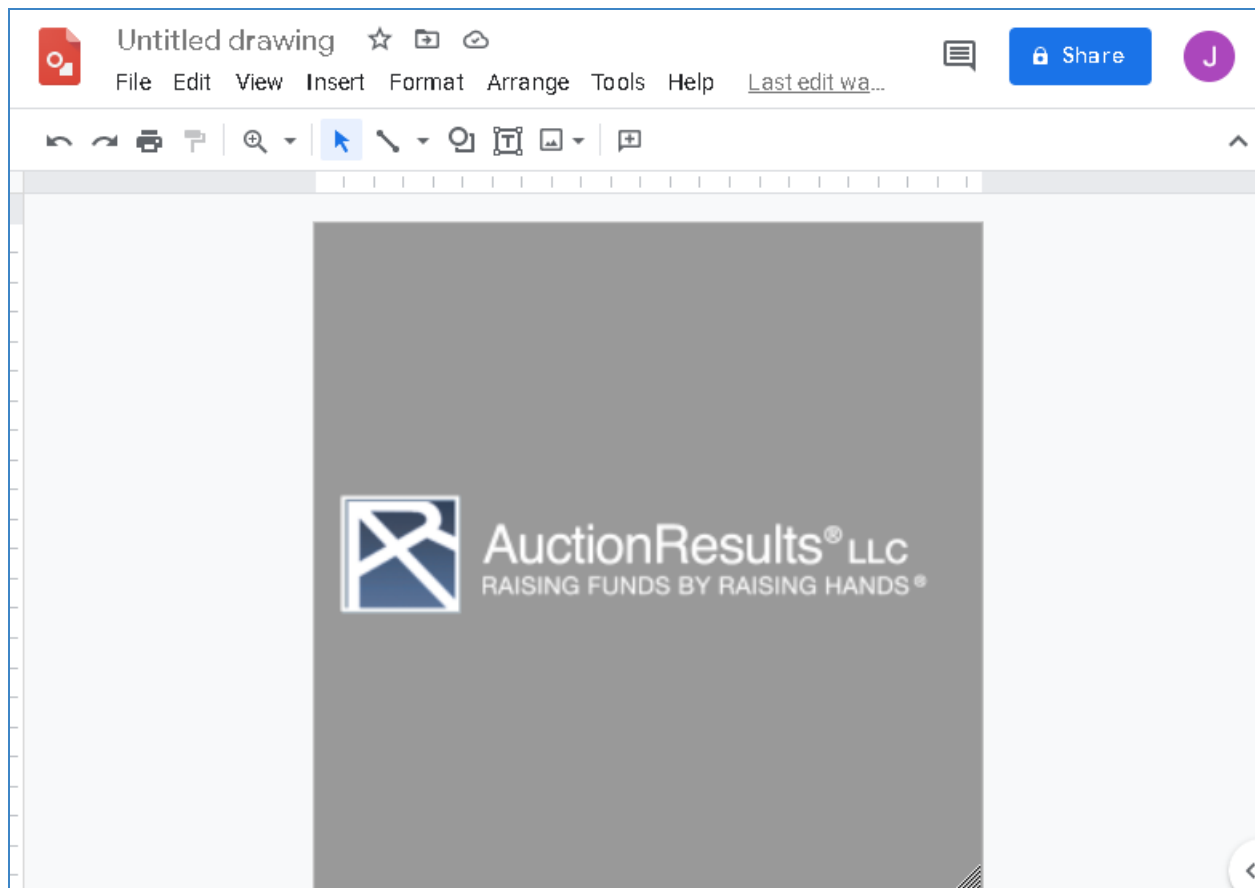 Untitled drawing
File Edit View Insert Format Arrange Tools Help Last edit wa...
Share
J
AuctionResults® LLC
RAISING FUNDS BY RAISING HANDS®